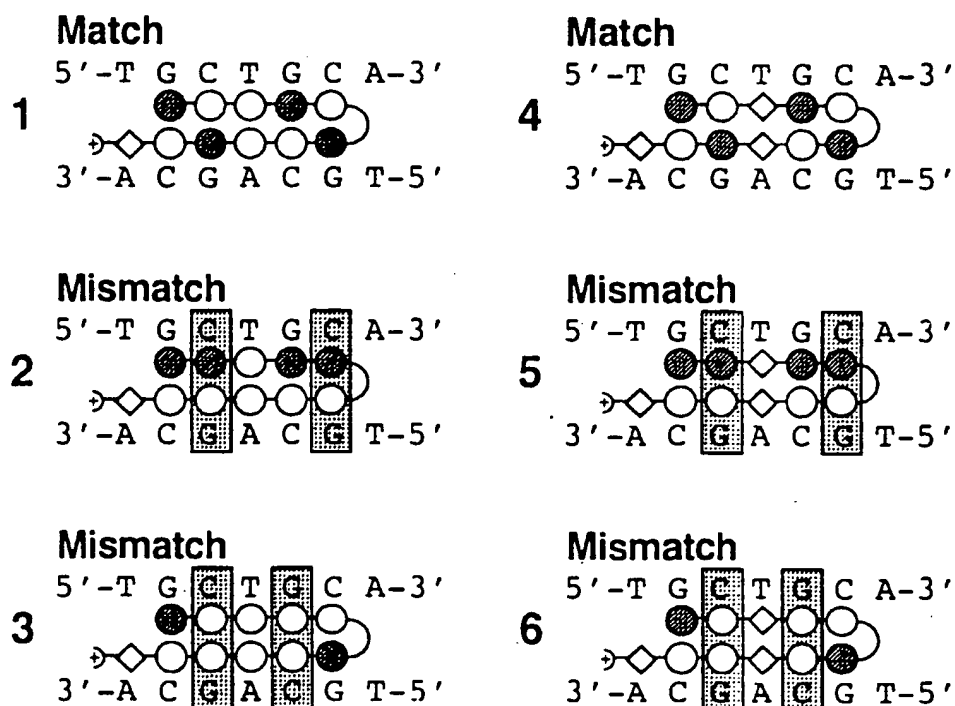 Match
5'-T G C T G C A-3'
1
3'-A C G A C G T-5'
Match
5'-T G C T G C A-3'
4
3'-A C G A C G T-5'
Mismatch
5'-T G C T G C A-3'
2
3'-A C G A C G T-5'
Mismatch
5'-T G C T G C A-3'
5
3'-A C G A C G T-5'
Mismatch
5'-T G C T G C A-3'
3
3'-A C G A C G T-5'
Mismatch
5'-T G C T G C A-3'
6
3'-A C G A C G T-5'